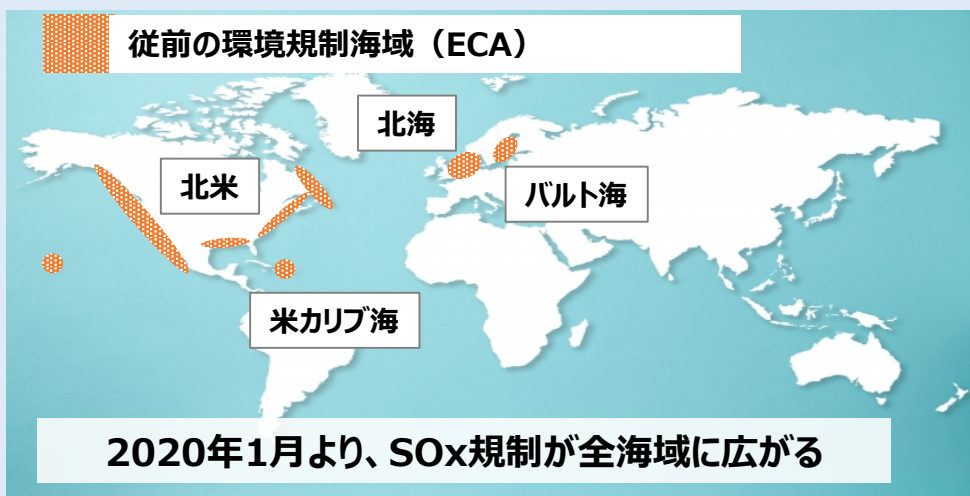 従前の環境規制海域（ECA）
北海
北米
バルト海
米カリブ海
2020年1月より、SOx規制が全海域に広がる